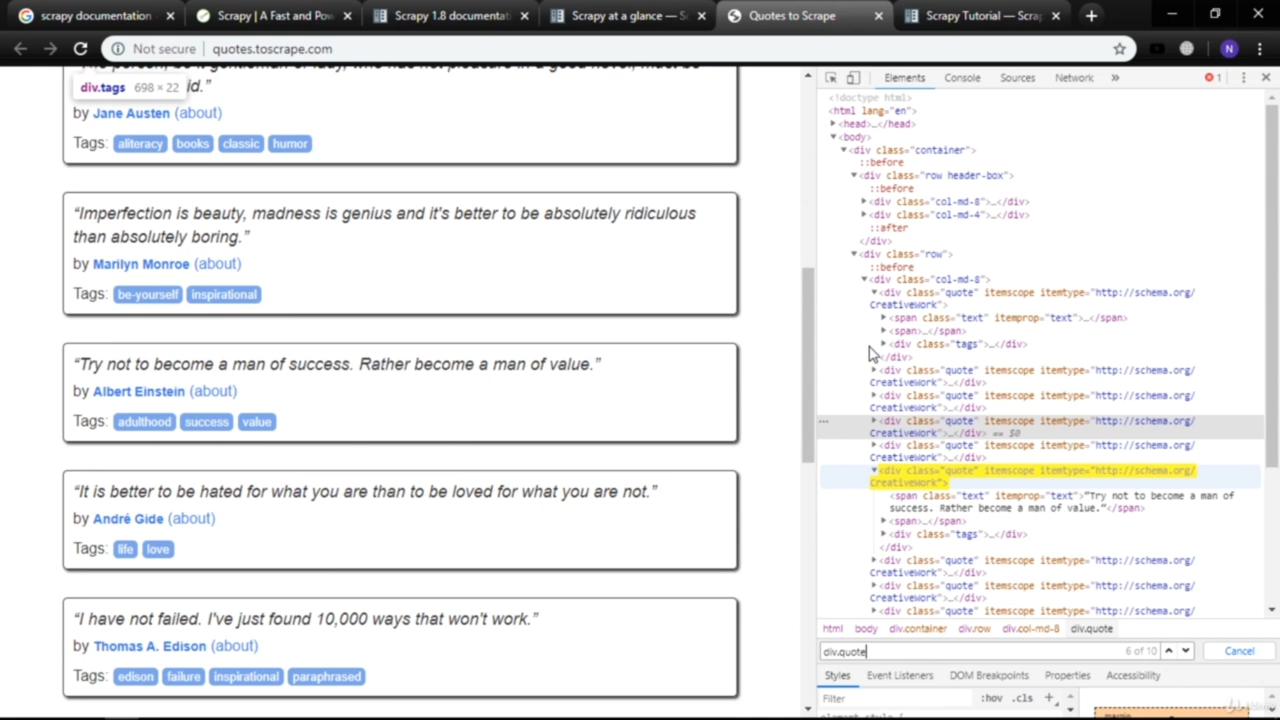 scrapy documentation
Scrapy | A Fast and Pow
Scrapy 1.8 documentat
Scrapy at a glance — Sc
Quotes to Scrape
Scrapy Tutorial — Scrap
N
Not secure
quotes.toscrape.com
div.tags 698 × 22
id.”
by Jane Austen (about)
Tags: aliteracy books classic humor
“Imperfection is beauty, madness is genius and it's better to be absolutely ridiculous
than absolutely boring.”
by Marilyn Monroe (about)
Tags: be-yourself inspirational
“Try not to become a man of success. Rather become a man of value.”
by Albert Einstein (about)
Tags: adulthood success value
“It is better to be hated for what you are than to be loved for what you are not.”
by André Gide (about)
Tags: life love
“I have not failed. I've just found 10,000 ways that won't work.”
by Thomas A. Edison (about)
Tags: edison failure inspirational paraphrased
Elements Console Sources Network » 1
<!doctype html>
<html lang="en">
<head>…</head>
<body>
<div class="container">
::before
<div class="row header-box">
::before
<div class="col-md-8">…</div>
<div class="col-md-4">…</div>
::after
</div>
<div class="row">
::before
<div class="col-md-8">
<div class="quote" itemscope itemtype="http://schema.org/
CreativeWork">
<span class="text" itemprop="text">…</span>
<span>…</span>
<div class="tags">…</div>
</div>
<div class="quote" itemscope itemtype="http://schema.org/
CreativeWork">…</div>
<div class="quote" itemscope itemtype="http://schema.org/
CreativeWork">…</div>
<div class="quote" itemscope itemtype="http://schema.org/
CreativeWork">…</div> == $0
<div class="quote" itemscope itemtype="http://schema.org/
CreativeWork">…</div>
<div class="quote" itemscope itemtype="http://schema.org/
CreativeWork">
<span class="text" itemprop="text">“Try not to become a man of
success. Rather become a man of value.”</span>
<span>…</span>
<div class="tags">…</div>
</div>
<div class="quote" itemscope itemtype="http://schema.org/
CreativeWork">…</div>
<div class="quote" itemscope itemtype="http://schema.org/
CreativeWork">…</div>
<div class="quote" itemscope itemtype="http://schema.org/
html body div.container div.row div.col-md-8 div.quote
div.quote 6 of 10 Cancel
Styles Event Listeners DOM Breakpoints Properties Accessibility
Filter :hov .cls +